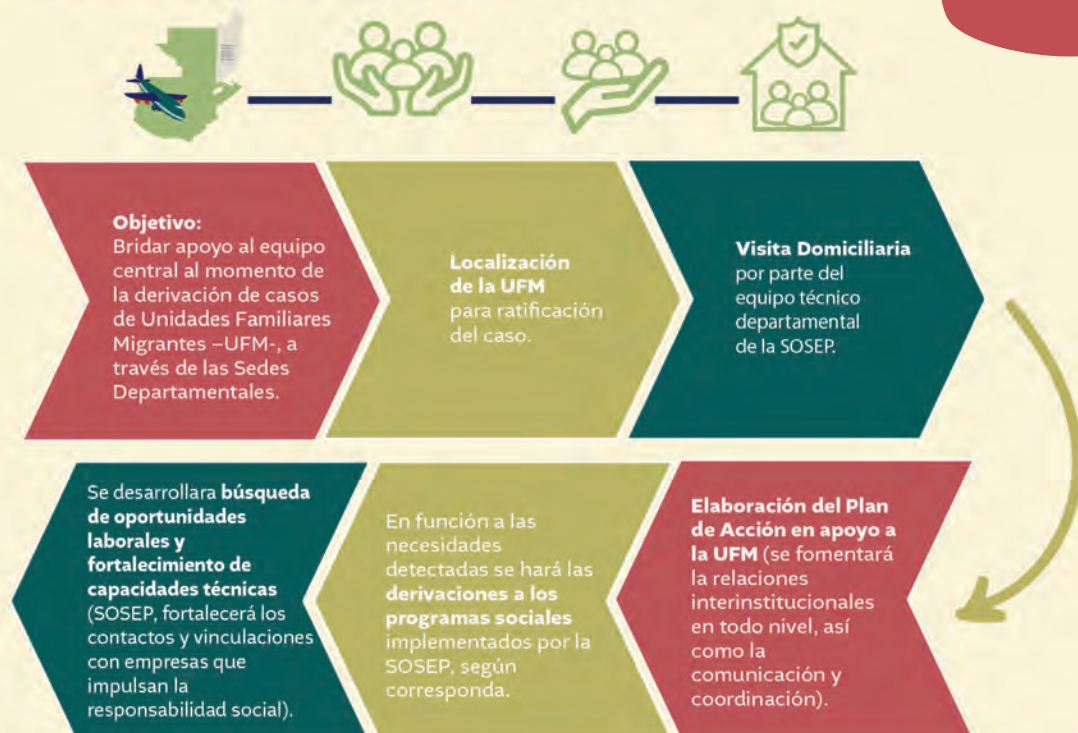 Objetivo:
Bridar apoyo al equipo
central al momento de
la derivación de casos
de Unidades Familiares
Migrantes –UFM-, a
través de las Sedes
Departamentales.
Localización
de la UFM
para ratificación
del caso.
Visita Domiciliaria
por parte del
equipo técnico
departamental
de la SOSEP.
Elaboración del Plan
de Acción en apoyo a
la UFM (se fomentará
la relaciones
interinstitucionales
en todo nivel, así
como la
comunicación y
coordinación).
En función a las
necesidades
detectadas se hará las
derivaciones a los
programas sociales
implementados por la
SOSEP, según
corresponda.
Se desarrollara búsqueda
de oportunidades
laborales y
fortalecimiento de
capacidades técnicas
(SOSEP, fortalecerá los
contactos y vinculaciones
con empresas que
impulsan la
responsabilidad social).